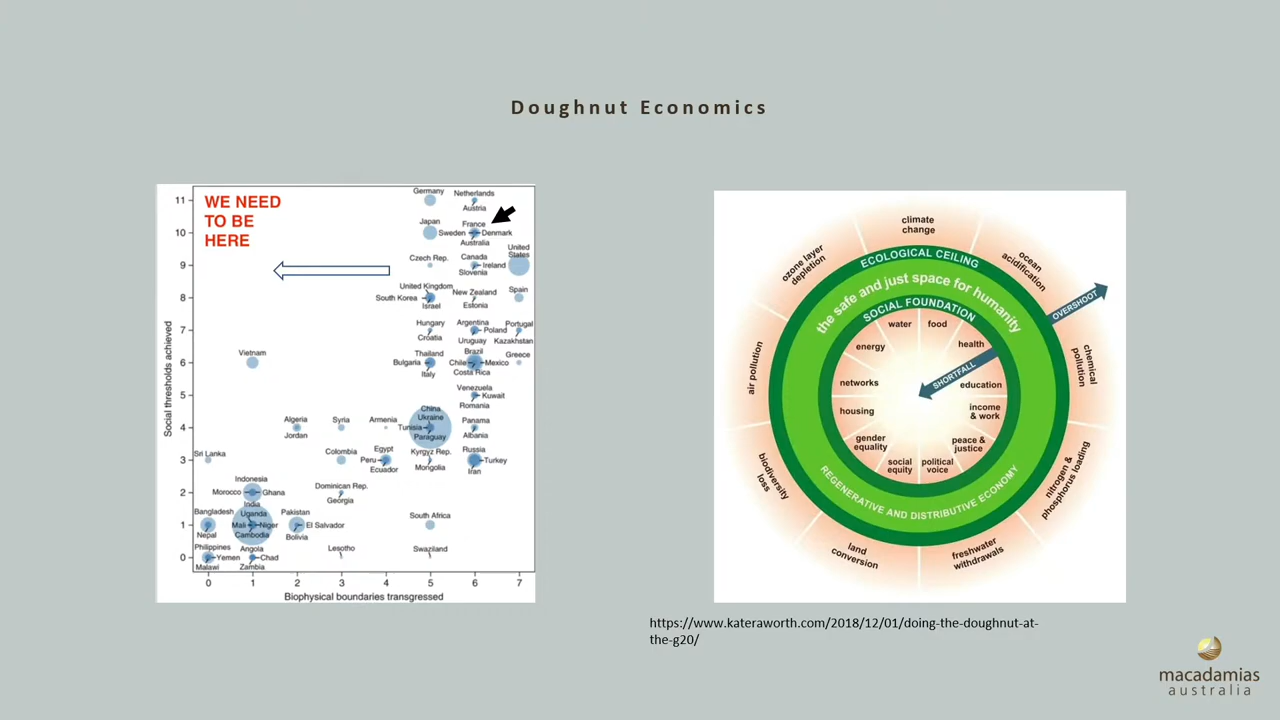 Doughnut Economics
WE NEED
TO BE
HERE
Social thresholds achieved
11
10
9
8
7
6
5
4
3
2
1
0
Germany
Netherlands
Austria
Japan
France
Sweden
Denmark
Australia
United
States
Czech Rep.
Canada
Ireland
Slovenia
United Kingdom
South Korea
Israel
New Zealand
Estonia
Spain
Hungary
Croatia
Argentina
Poland
Uruguay
Portugal
Kazakhstan
Vietnam
Thailand
Bulgaria
Italy
Brazil
Chile
Mexico
Costa Rica
Greece
Venezuela
Kuwait
Romania
Algeria
Jordan
Syria
Armenia
China
Ukraine
Tunisia
Paraguay
Panama
Albania
Sri Lanka
Colombia
Egypt
Peru
Ecuador
Kyrgyz Rep.
Mongolia
Russia
Turkey
Iran
Indonesia
Morocco
Ghana
Dominican Rep.
Georgia
India
Bangladesh
Nepal
Uganda
Mali
Niger
Cambodia
Pakistan
El Salvador
Bolivia
South Africa
Philippines
Yemen
Malawi
Angola
Chad
Zambia
Lesotho
Swaziland
0 1 2 3 4 5 6 7
Biophysical boundaries transgressed
climate
change
ozone layer
depletion
ocean
acidification
ECOLOGICAL CEILING
the safe and just space for humanity
SOCIAL FOUNDATION
OVERSHOOT
water
food
energy
health
SHORTFALL
networks
education
housing
income
& work
gender
equality
peace &
justice
social
equity
political
voice
air pollution
chemical
pollution
biodiversity
loss
nitrogen &
phosphorus loading
REGENERATIVE AND DISTRIBUTIVE ECONOMY
land
conversion
freshwater
withdrawals
https://www.kateraworth.com/2018/12/01/doing-the-doughnut-at-
the-g20/
macadamias
australia